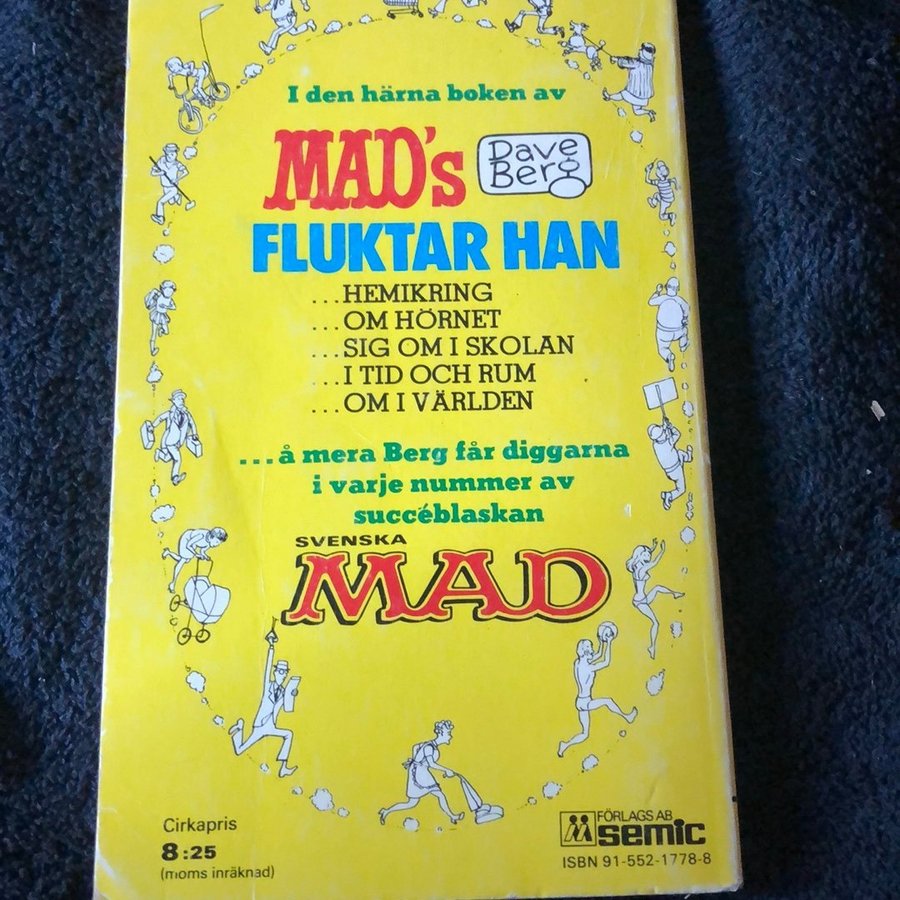 I den härna boken av
MAD's Dave Berg
FLUKTAR HAN
...HEMIKRING
...OM HÖRNET
...SIG OM I SKOLAN
...I TID OCH RUM
...OM I VÄRLDEN
...å mera Berg får diggarna
i varje nummer av
succéblaskan
SVENSKA
MAD
Cirkapris
8:25
(moms inräknad)
FÖRLAGS AB
semic
ISBN 91-552-1778-8